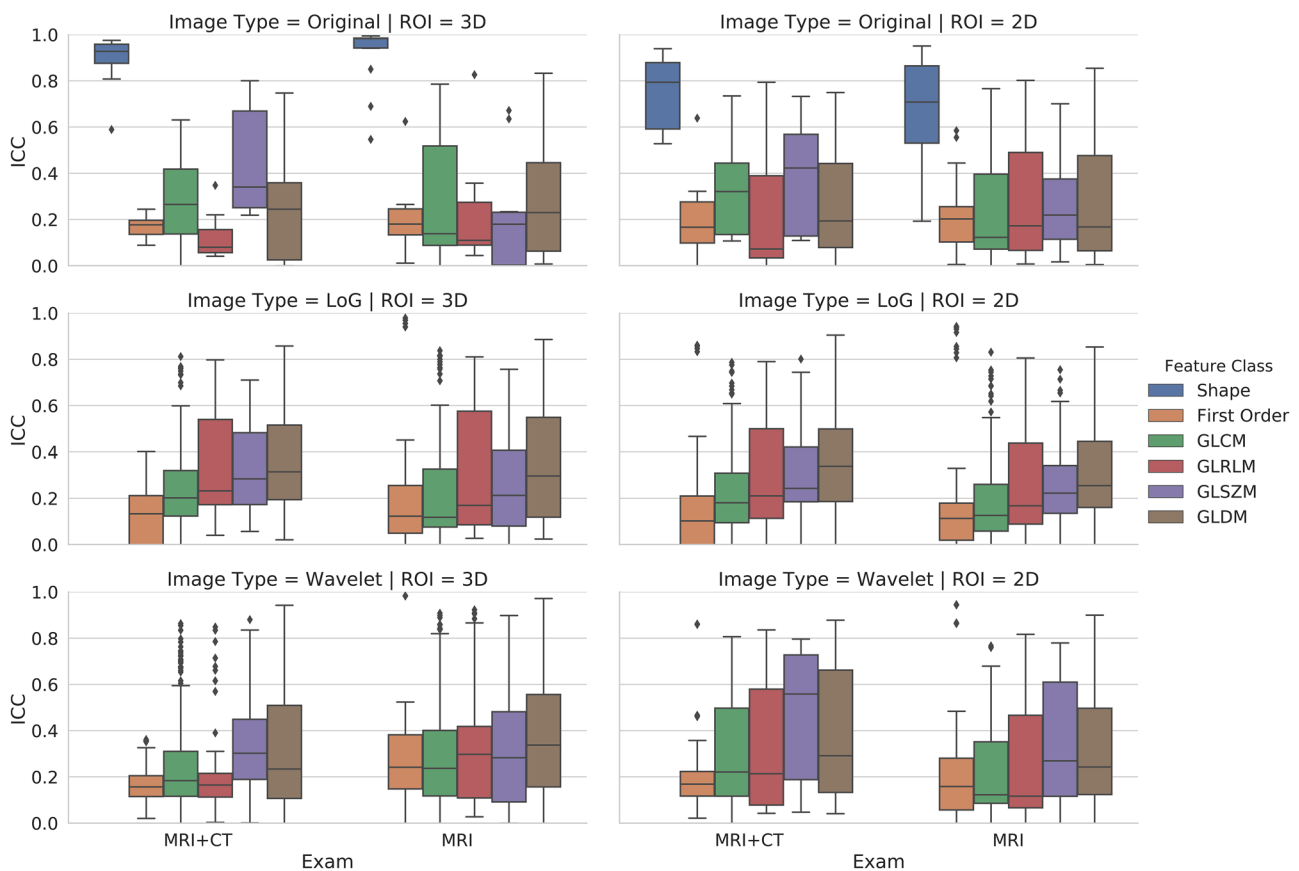 Image Type = Original | ROI = 3D
Image Type = Original | ROI = 2D
1.0
0.8
0.6
0.4
0.2
0.0
ICC
Image Type = LoG | ROI = 3D
Image Type = LoG | ROI = 2D
1.0
0.8
0.6
0.4
0.2
0.0
ICC
Feature Class
Shape
First Order
GLCM
GLRLM
GLSZM
GLDM
Image Type = Wavelet | ROI = 3D
Image Type = Wavelet | ROI = 2D
1.0
0.8
0.6
0.4
0.2
0.0
ICC
MRI+CT
MRI
Exam
MRI+CT
MRI
Exam